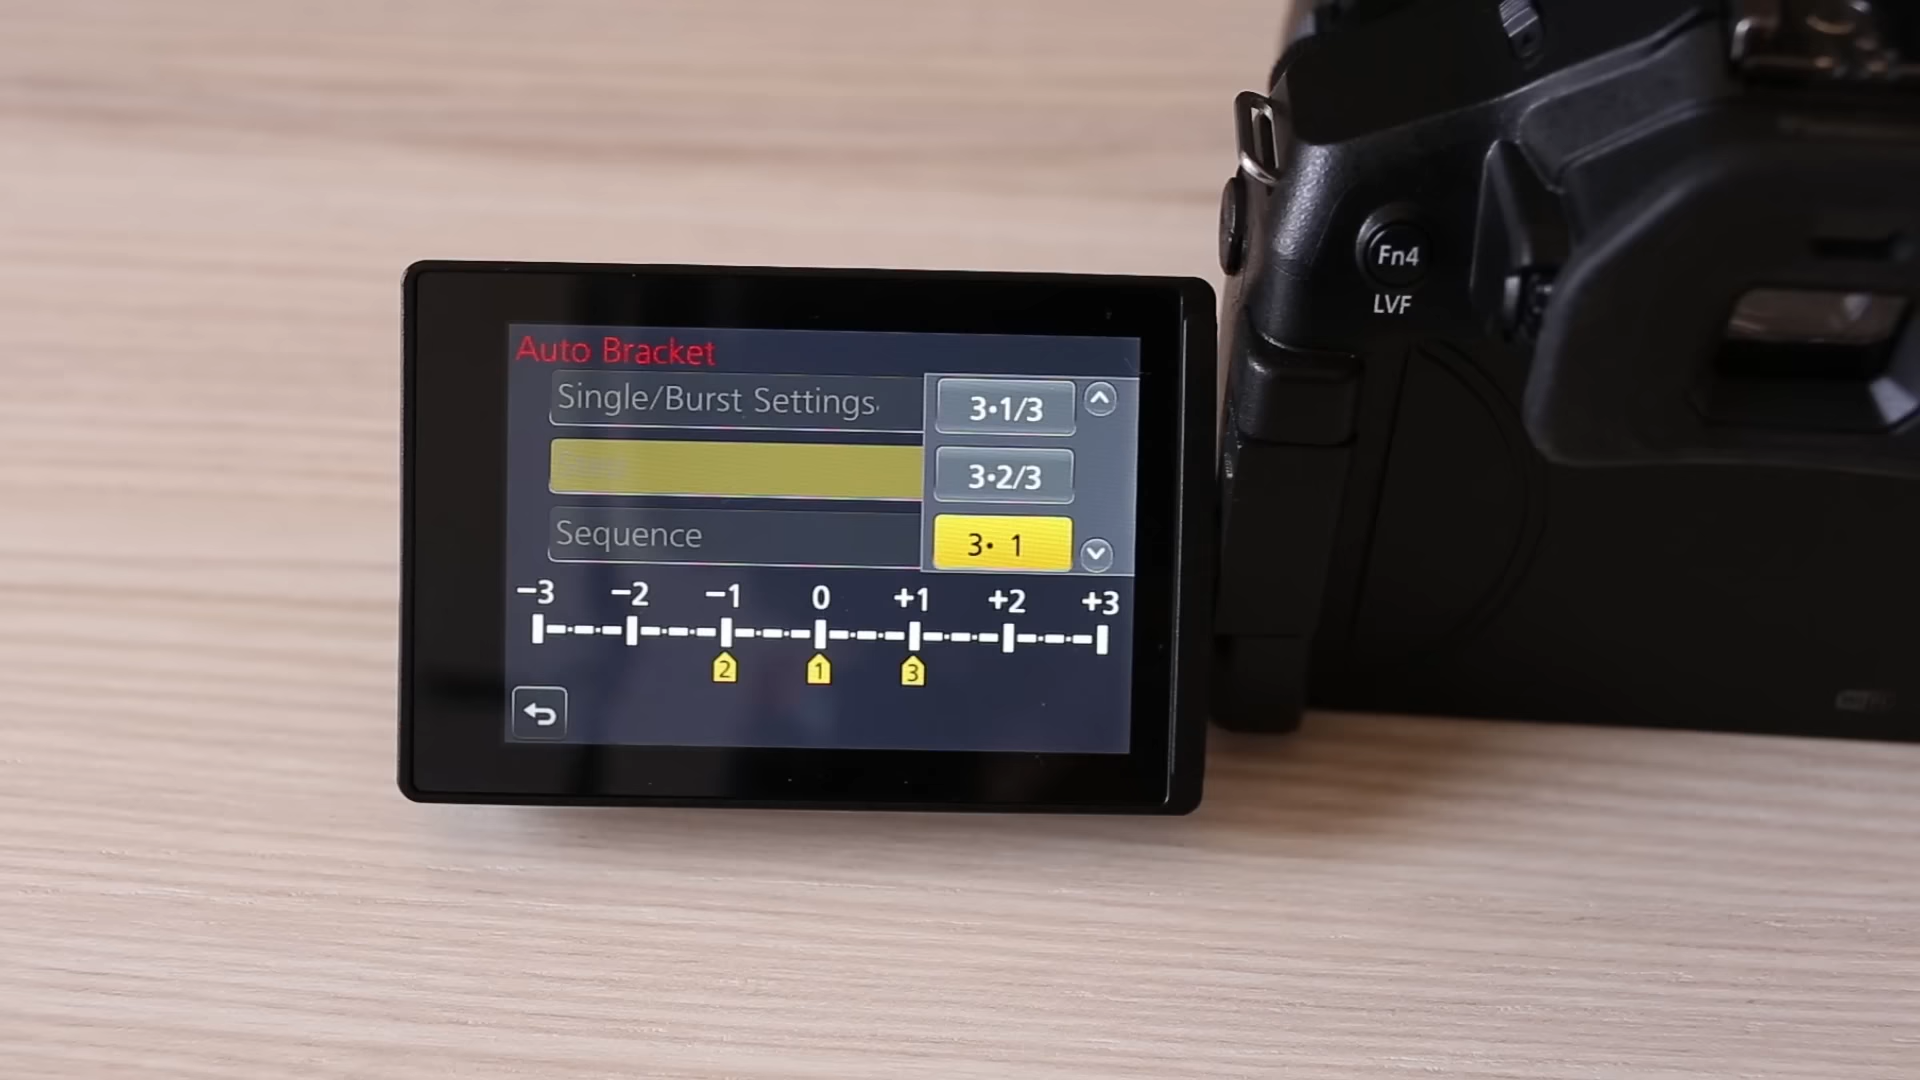 Auto Bracket
Single/Burst Settings
3•1/3
3•2/3
Sequence
3• 1
−3 −2 −1 0 +1 +2 +3
2 1 3
Fn4
LVF